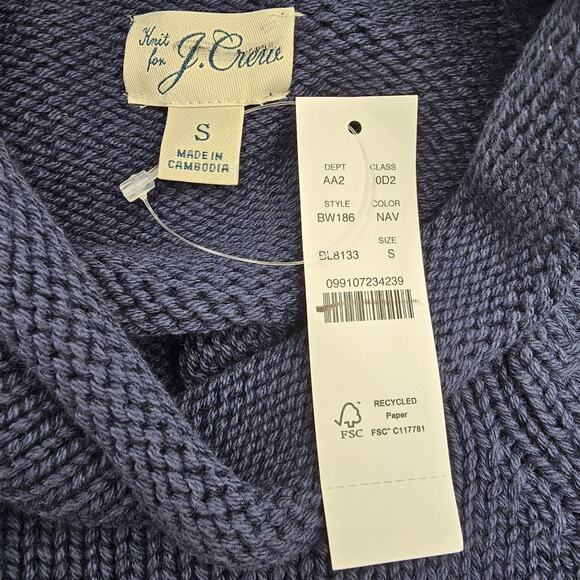 Knit for J.Crew
S
MADE IN
CAMBODIA
DEPT CLASS
AA2 0D2
STYLE COLOR
BW186 NAV
SIZE
BL8133 S
099107234239
RECYCLED
Paper
FSC
FSC™ C117781